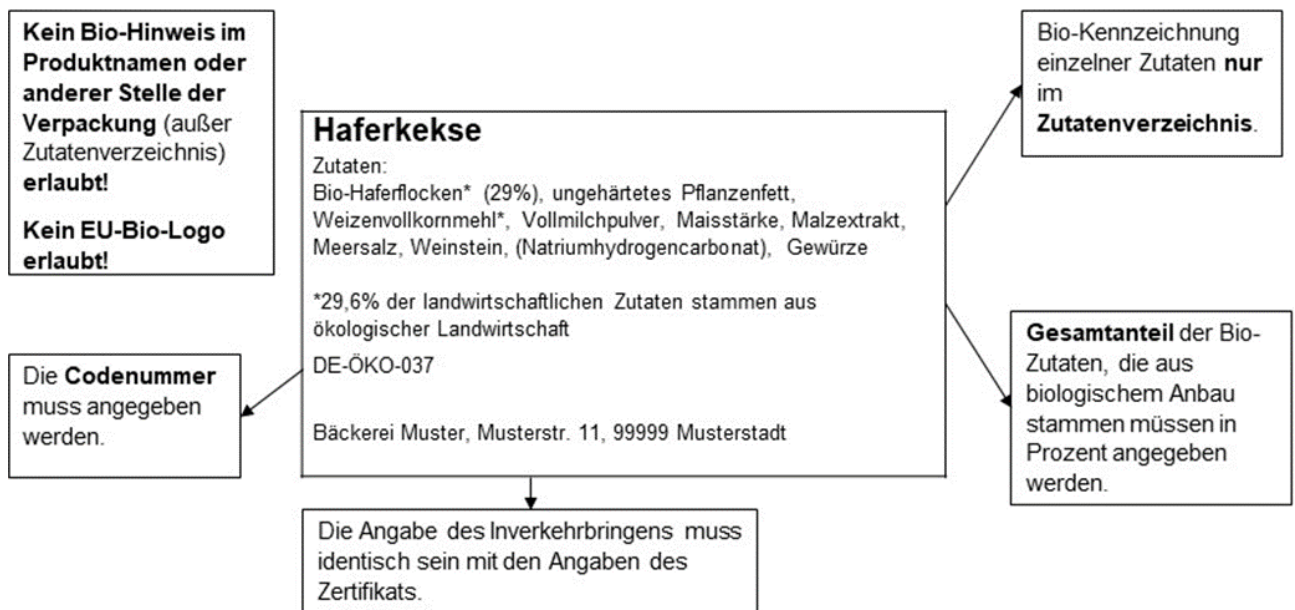 Kein Bio-Hinweis im
Produktnamen oder
anderer Stelle der
Verpackung (außer
Zutatenverzeichnis)
erlaubt!
Kein EU-Bio-Logo
erlaubt!
Bio-Kennzeichnung
einzelner Zutaten nur
im
Zutatenverzeichnis.
Haferkekse
Zutaten:
Bio-Haferflocken* (29%), ungehärtetes Pflanzenfett,
Weizenvollkornmehl*, Vollmilchpulver, Maisstärke, Malzextrakt,
Meersalz, Weinstein, (Natriumhydrogencarbonat), Gewürze
*29,6% der landwirtschaftlichen Zutaten stammen aus
ökologischer Landwirtschaft
DE-ÖKO-037
Bäckerei Muster, Musterstr. 11, 99999 Musterstadt
Die Codenummer
muss angegeben
werden.
Gesamtanteil der Bio-
Zutaten, die aus
biologischem Anbau
stammen müssen in
Prozent angegeben
werden.
Die Angabe des Inverkehrbringens muss
identisch sein mit den Angaben des
Zertifikats.